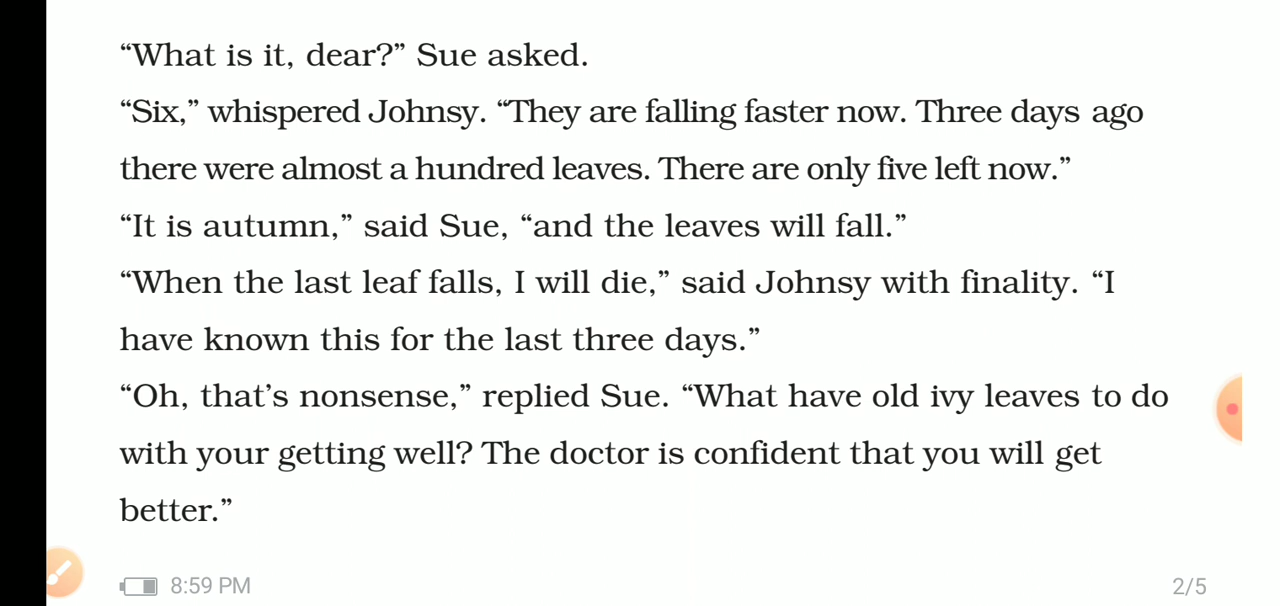 “What is it, dear?” Sue asked.
“Six,” whispered Johnsy. “They are falling faster now. Three days ago
there were almost a hundred leaves. There are only five left now.”
“It is autumn,” said Sue, “and the leaves will fall.”
“When the last leaf falls, I will die,” said Johnsy with finality. “I
have known this for the last three days.”
“Oh, that’s nonsense,” replied Sue. “What have old ivy leaves to do
with your getting well? The doctor is confident that you will get
better.”
8:59 PM 2/5